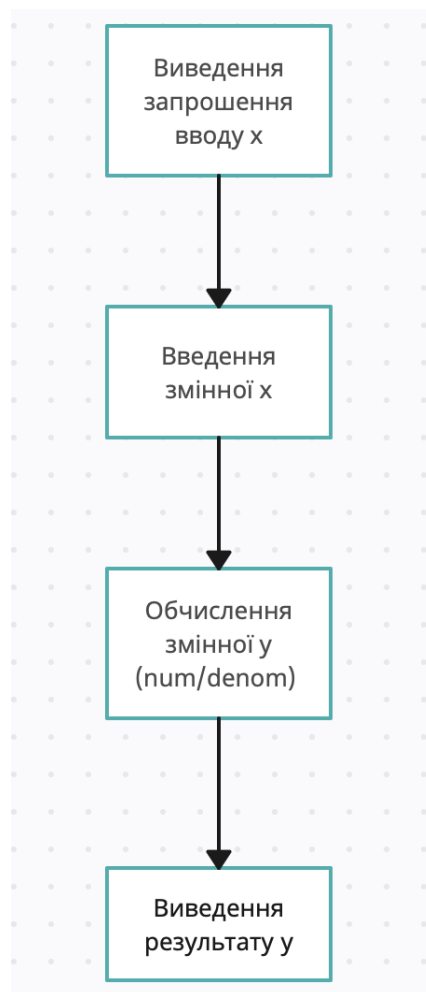 Виведення
запрошення
вводу x
Введення
змінної x
Обчислення
змінної y
(num/denom)
Виведення
результату y